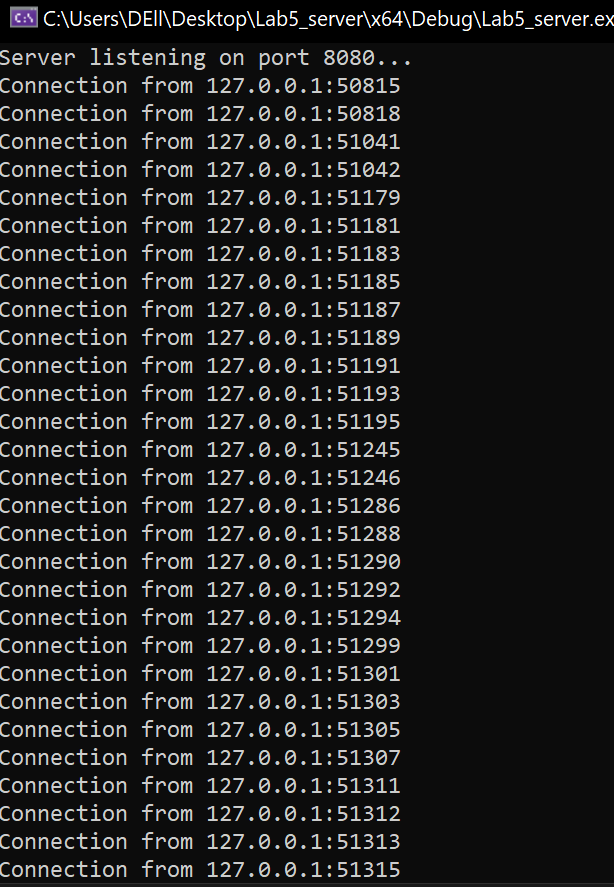 C:\Users\DEll\Desktop\Lab5_server\x64\Debug\Lab5_server.ex
Server listening on port 8080...
Connection from 127.0.0.1:50815
Connection from 127.0.0.1:50818
Connection from 127.0.0.1:51041
Connection from 127.0.0.1:51042
Connection from 127.0.0.1:51179
Connection from 127.0.0.1:51181
Connection from 127.0.0.1:51183
Connection from 127.0.0.1:51185
Connection from 127.0.0.1:51187
Connection from 127.0.0.1:51189
Connection from 127.0.0.1:51191
Connection from 127.0.0.1:51193
Connection from 127.0.0.1:51195
Connection from 127.0.0.1:51245
Connection from 127.0.0.1:51246
Connection from 127.0.0.1:51286
Connection from 127.0.0.1:51288
Connection from 127.0.0.1:51290
Connection from 127.0.0.1:51292
Connection from 127.0.0.1:51294
Connection from 127.0.0.1:51299
Connection from 127.0.0.1:51301
Connection from 127.0.0.1:51303
Connection from 127.0.0.1:51305
Connection from 127.0.0.1:51307
Connection from 127.0.0.1:51311
Connection from 127.0.0.1:51312
Connection from 127.0.0.1:51313
Connection from 127.0.0.1:51315